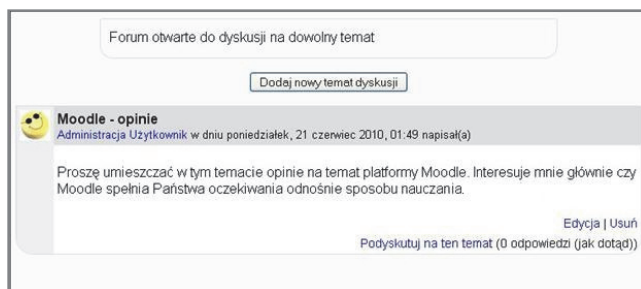 Forum otwarte do dyskusji na dowolny temat
Dodaj nowy temat dyskusji
Moodle - opinie
Administracja Użytkownik w dniu poniedziałek, 21 czerwiec 2010, 01:49 napisał(a)
Proszę umieszczać w tym temacie opinie na temat platformy Moodle. Interesuje mnie głównie czy
Moodle spełnia Państwa oczekiwania odnośnie sposobu nauczania.
Edycja | Usuń
Podyskutuj na ten temat (0 odpowiedzi (jak dotąd))